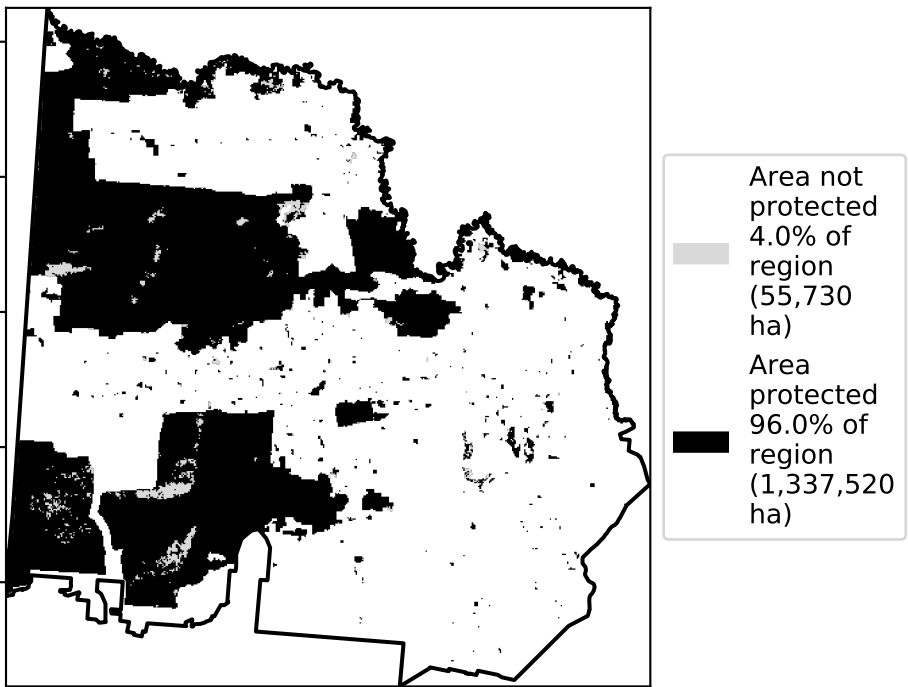 Area not
protected
4.0% of
region
(55,730
ha)
Area
protected
96.0% of
region
(1,337,520
ha)